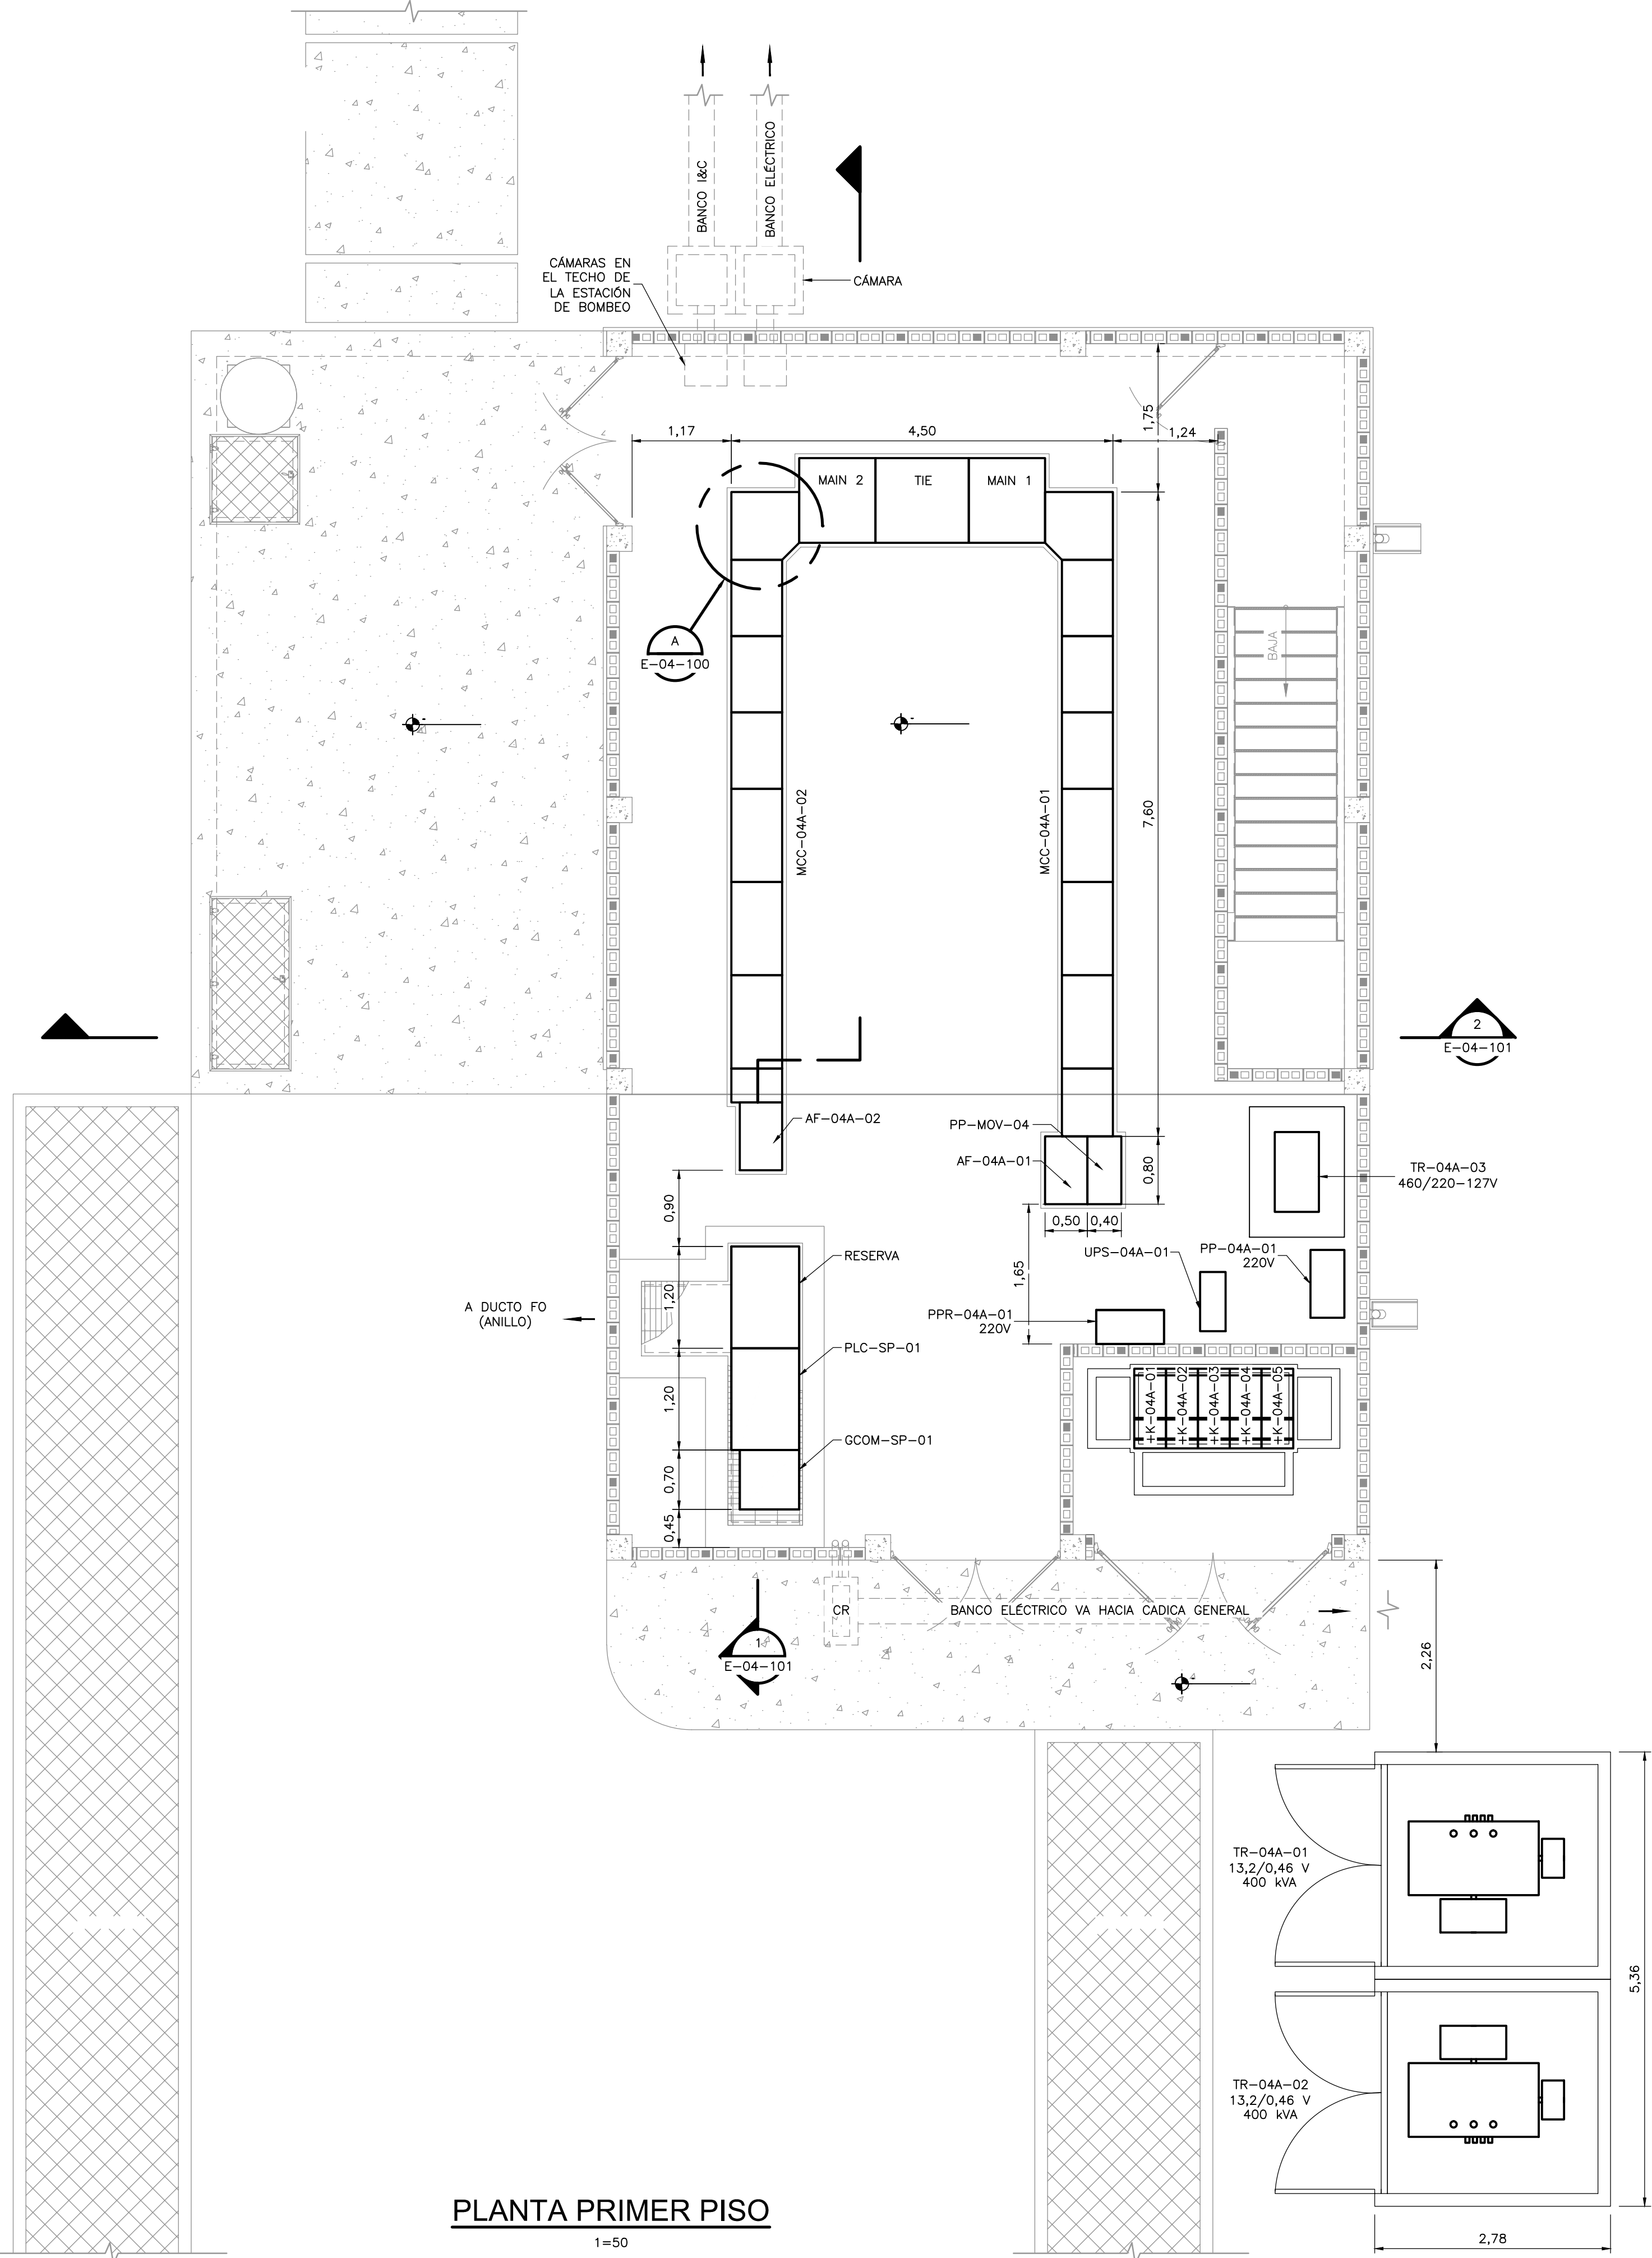 BANCO I&C
BANCO ELÉCTRICO
CÁMARAS EN
EL TECHO DE
LA ESTACIÓN
DE BOMBEO
CÁMARA
1,17
4,50
1,75
1,24
MAIN 2
TIE
MAIN 1
A
E-04-100
BAJA
MCC-04A-02
MCC-04A-01
7,60
2
E-04-101
AF-04A-02
PP-MOV-04
AF-04A-01
0,80
TR-04A-03
460/220-127V
0,90
0,50
0,40
RESERVA
UPS-04A-01
PP-04A-01
220V
1,65
1,20
A DUCTO FO
(ANILLO)
PPR-04A-01
220V
PLC-SP-01
1,20
+K-04A-01
+K-04A-02
+K-04A-03
+K-04A-04
+K-04A-05
GCOM-SP-01
0,70
0,45
CR
BANCO ELÉCTRICO VA HACIA CADICA GENERAL
1
E-04-101
2,26
TR-04A-01
13,2/0,46 V
400 kVA
5,36
TR-04A-02
13,2/0,46 V
400 kVA
PLANTA PRIMER PISO
1=50
2,78